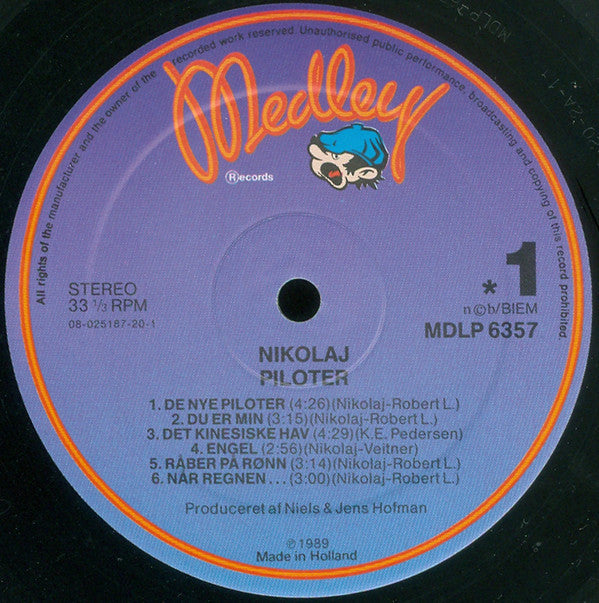 All rights of the manufacturer and the owner of the recorded work reserved. Unauthorised public performance, broadcasting and copying of this record prohibited.
Medley
Records
STEREO
33 ⅓ RPM
08-025187-20-1
* 1
n©b/BIEM
MDLP 6357
NIKOLAJ
PILOTER
1. DE NYE PILOTER (4:26)(Nikolaj-Robert L.)
2. DU ER MIN (3:15)(Nikolaj-Robert L.)
3. DET KINESISKE HAV (4:29)(K.E. Pedersen)
4. ENGEL (2:56)(Nikolaj-Veitner)
5. RÅBER PÅ RØNN (3:14)(Nikolaj-Robert L.)
6. NÅR REGNEN... (3:00)(Nikolaj-Robert L.)
Produceret af Niels & Jens Hofman
℗ 1989
Made in Holland